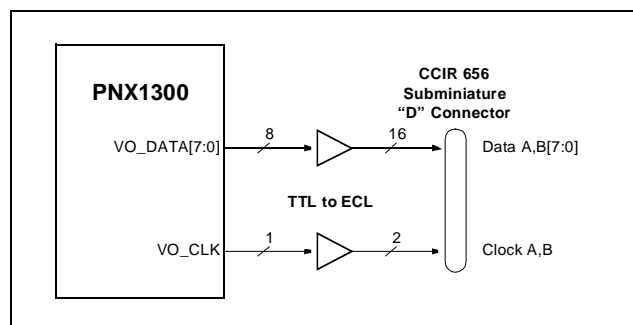 PNX1300
CCIR 656
Subminiature
“D” Connector
VO_DATA[7:0]
8
16
Data A,B[7:0]
TTL to ECL
VO_CLK
1
2
Clock A,B